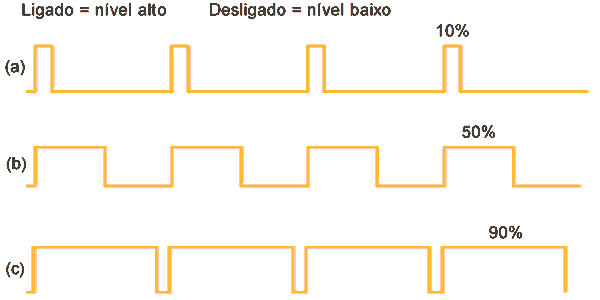 Ligado = nível alto Desligado = nível baixo
10%
(a)
50%
(b)
90%
(c)